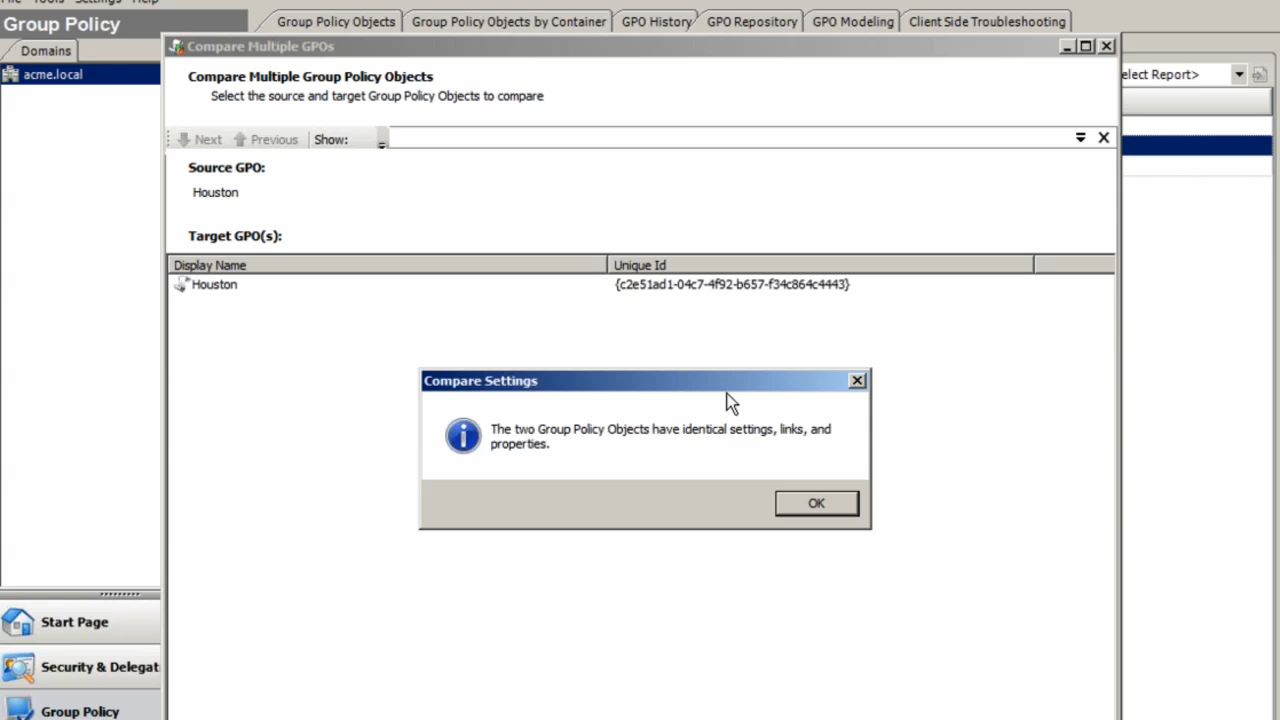 File Tools Settings Help
Group Policy
Group Policy Objects
Group Policy Objects by Container
GPO History
GPO Repository
GPO Modeling
Client Side Troubleshooting
Domains
acme.local
Compare Multiple GPOs
Compare Multiple Group Policy Objects
Select the source and target Group Policy Objects to compare
elect Report>
Next
Previous
Show:
Source GPO:
Houston
Target GPO(s):
Display Name
Unique Id
Houston
{c2e51ad1-04c7-4f92-b657-f34c864c4443}
Compare Settings
The two Group Policy Objects have identical settings, links, and
properties.
OK
Start Page
Security & Delegat
Group Policy